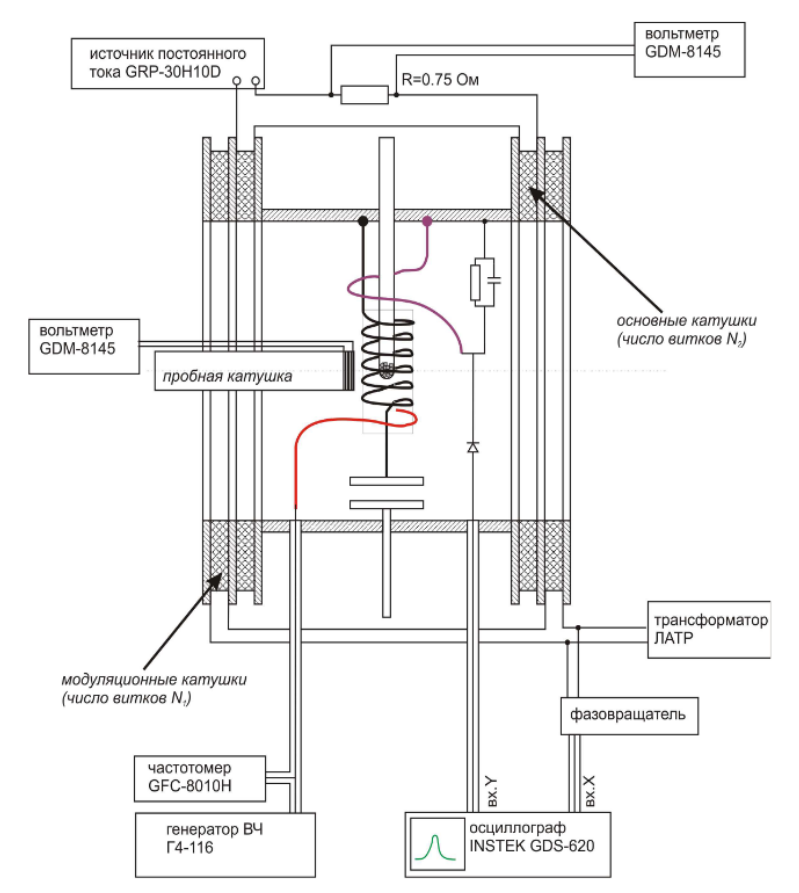 источник постоянного
тока GRP-30H10D
R=0.75 Ом
вольтметр
GDM-8145
вольтметр
GDM-8145
пробная катушка
основные катушки
(число витков N₂)
модуляционные катушки
(число витков N₁)
трансформатор
ЛАТР
фазовращатель
частотомер
GFC-8010H
генератор ВЧ
Г4-116
вх.Y
вх.X
осциллограф
INSTEK GDS-620